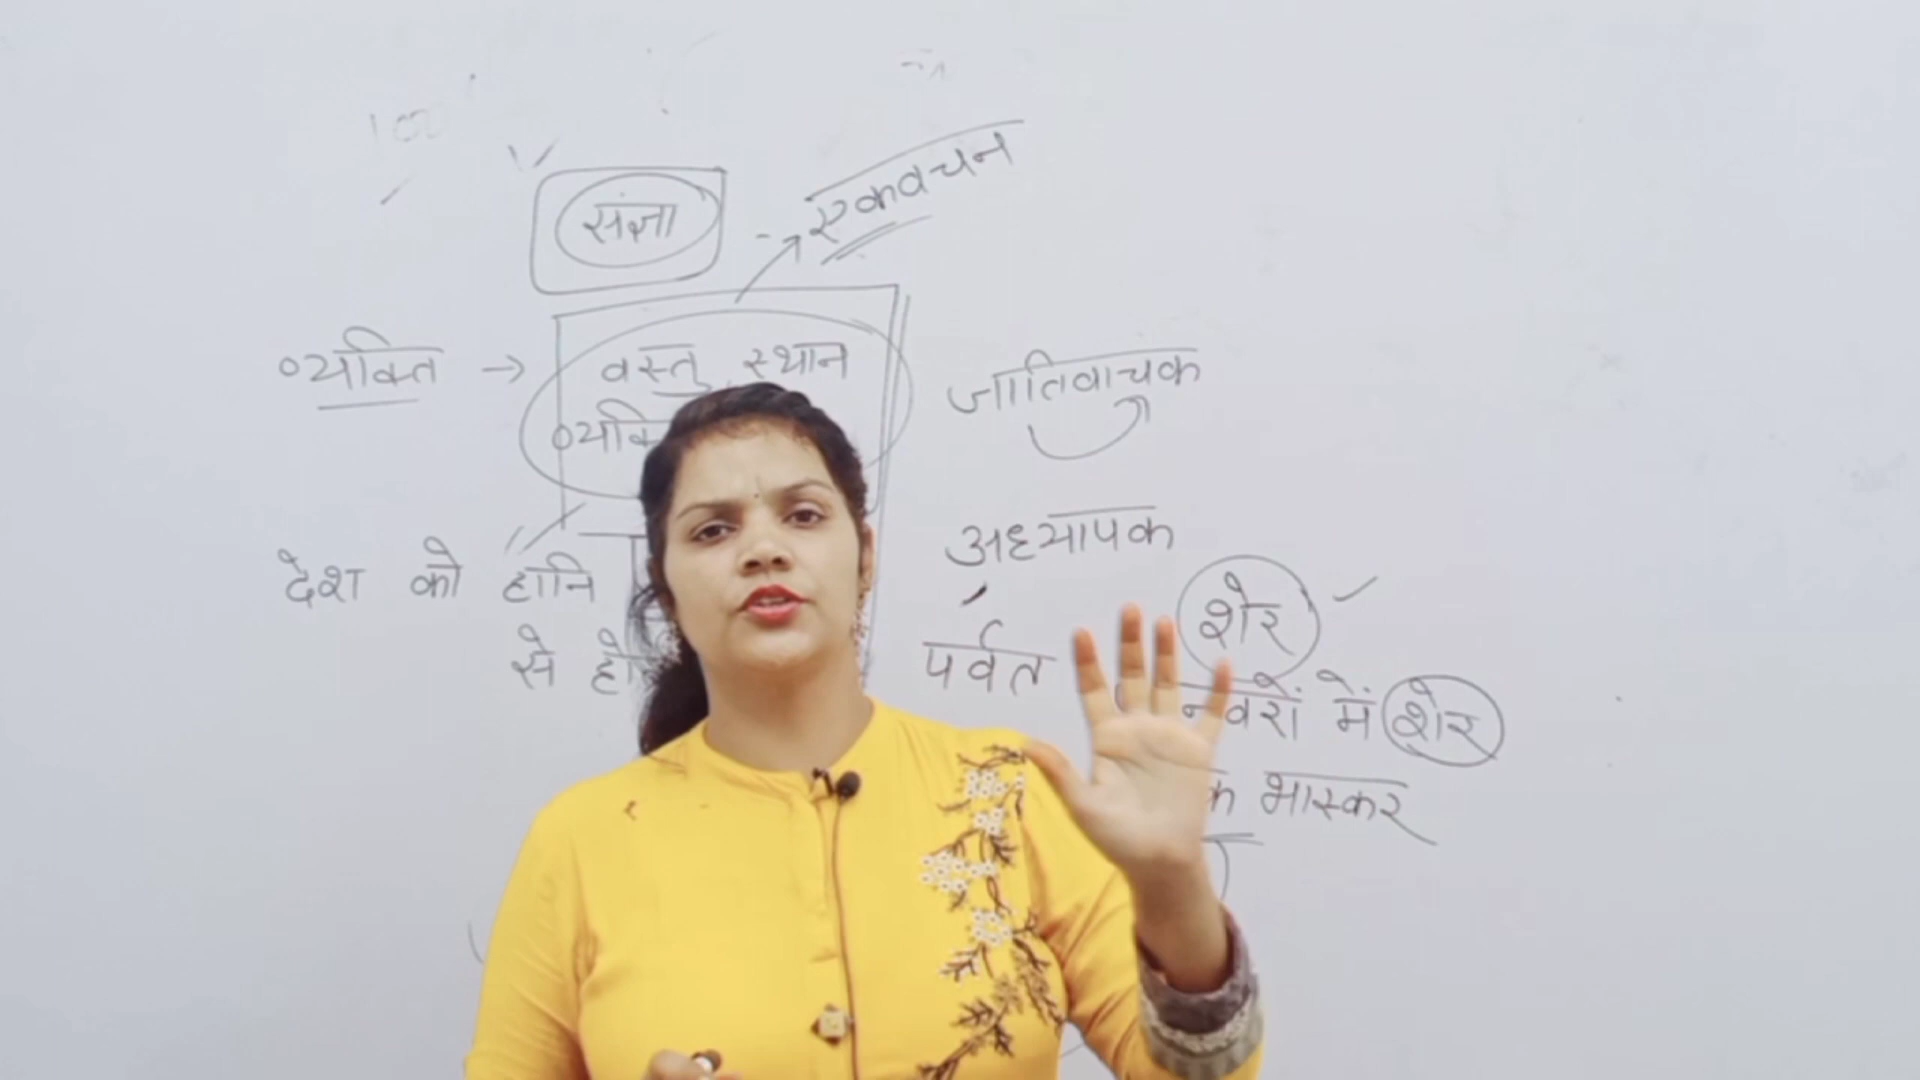 संज्ञा
एकवचन
व्यक्ति → वस्तु, स्थान
जातिवाचक
देश को हानि
से
अध्यापक
शेर
पर्वत
में शेर
भास्कर